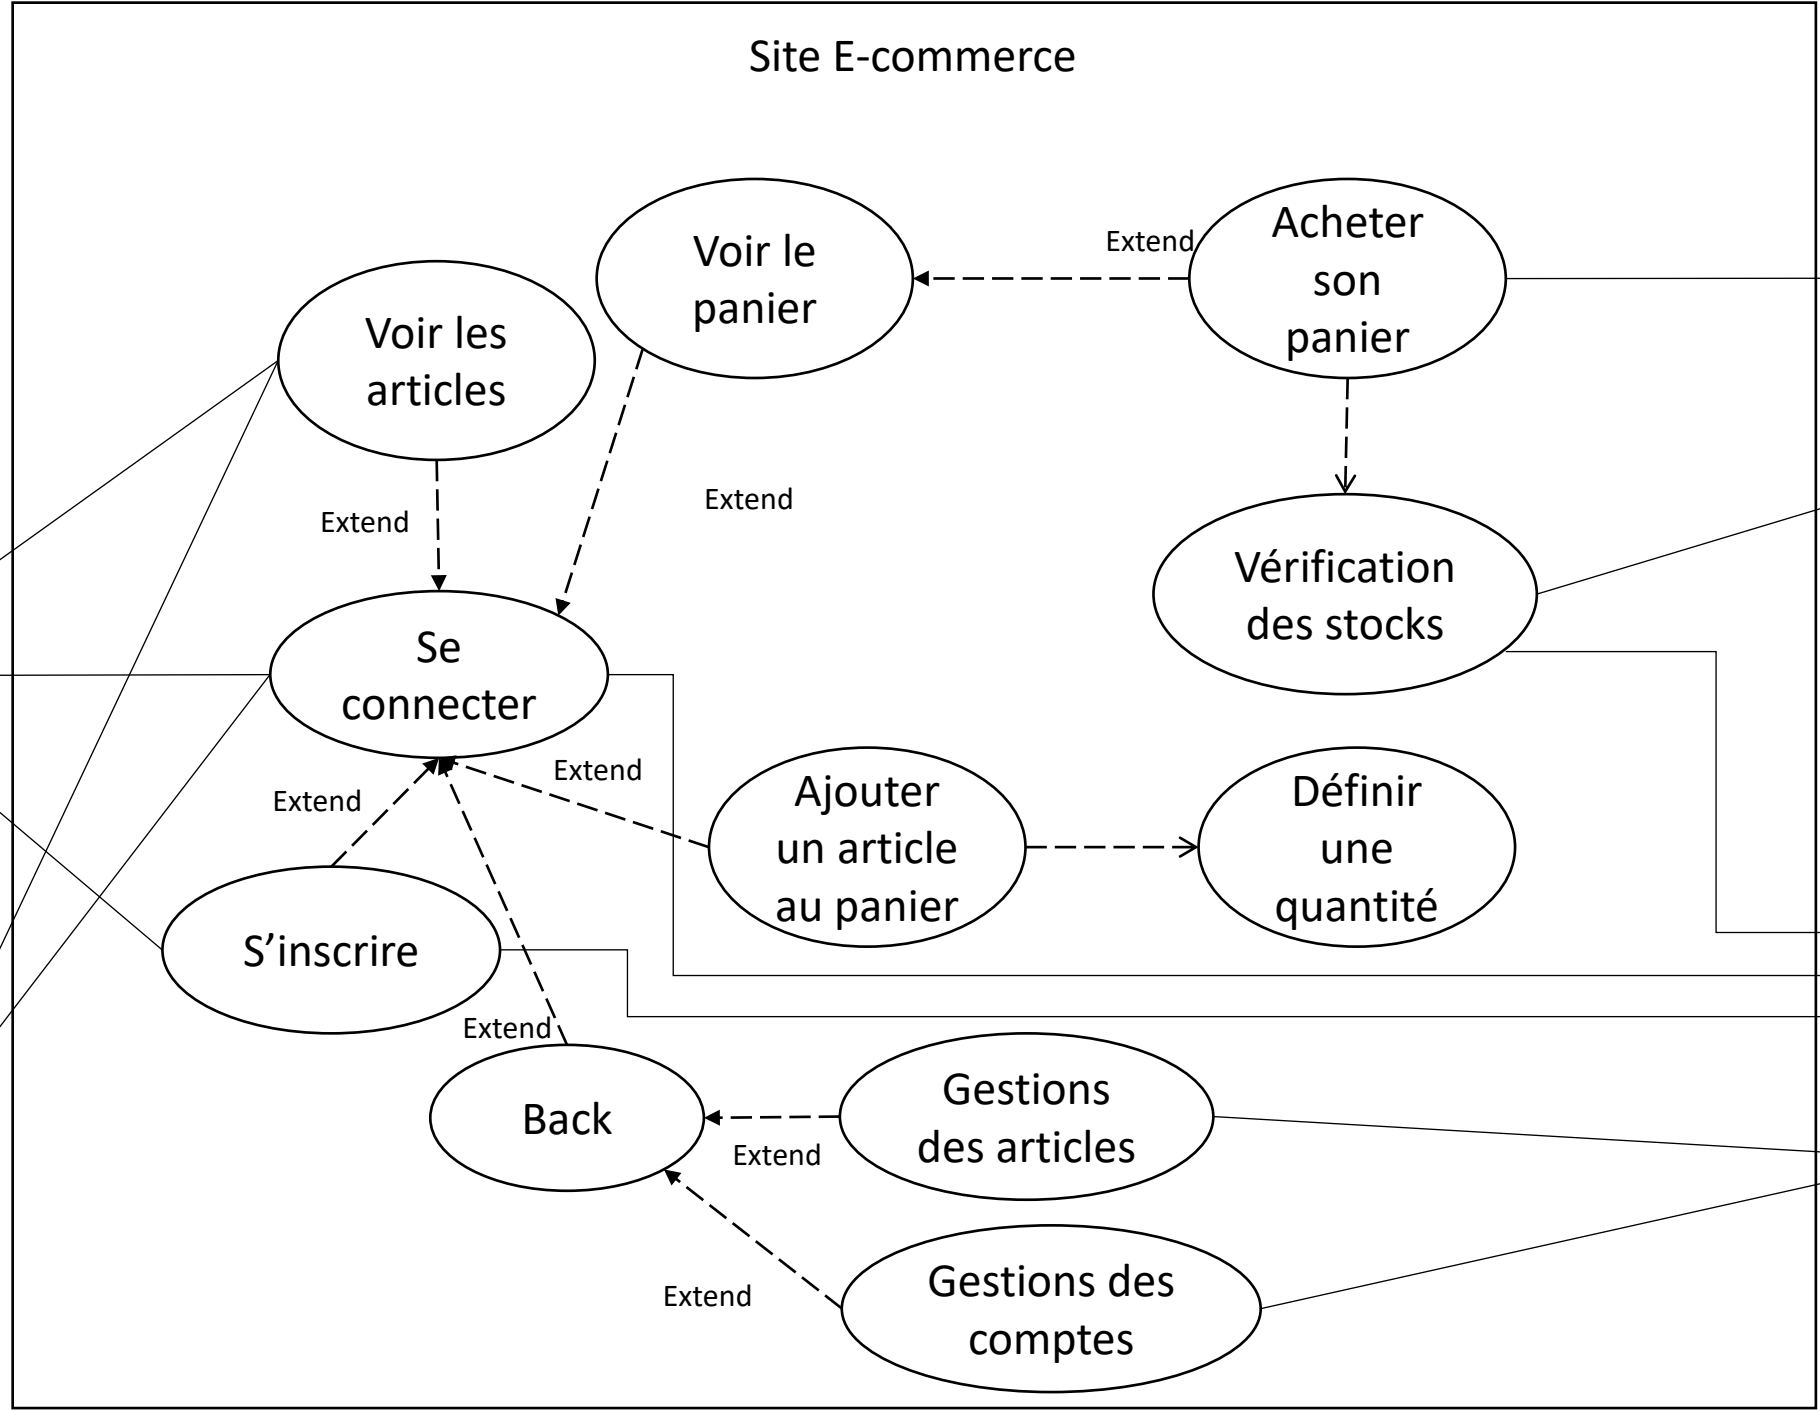 Site E-commerce
Voir le
panier
Extend
Acheter
son
panier
Voir les
articles
Extend
Extend
Vérification
des stocks
Se
connecter
Extend
Extend
Ajouter
un article
au panier
Définir
une
quantité
S’inscrire
Extend
Back
Gestions
des articles
Extend
Gestions des
comptes
Extend